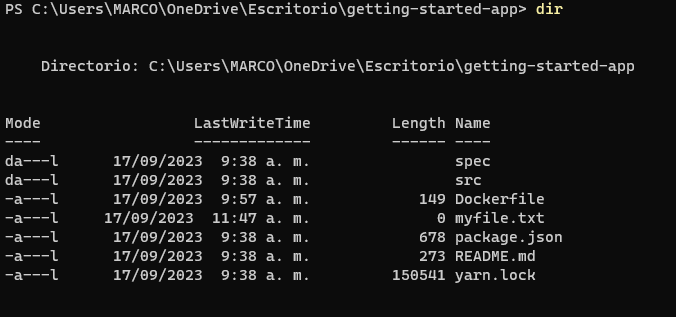 PS C:\Users\MARCO\OneDrive\Escritorio\getting-started-app> dir
Directorio: C:\Users\MARCO\OneDrive\Escritorio\getting-started-app
Mode                 LastWriteTime         Length Name
----                 -------------         ------ ----
da---l      17/09/2023  9:38 a. m.                spec
da---l      17/09/2023  9:38 a. m.                src
-a---l      17/09/2023  9:57 a. m.            149 Dockerfile
-a---l     17/09/2023  11:47 a. m.              0 myfile.txt
-a---l      17/09/2023  9:38 a. m.            678 package.json
-a---l      17/09/2023  9:38 a. m.            273 README.md
-a---l      17/09/2023  9:38 a. m.         150541 yarn.lock